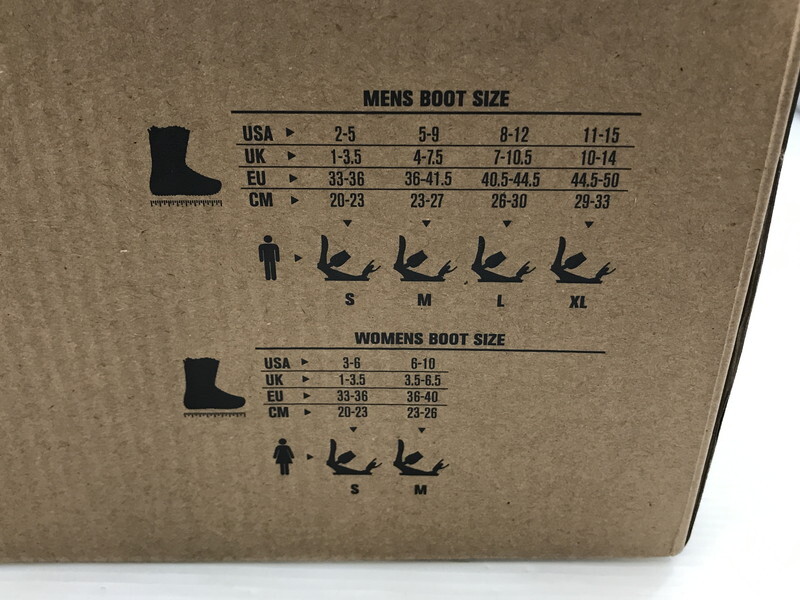 MENS BOOT SIZE
USA 2-5 5-9 8-12 11-15
UK 1-3.5 4-7.5 7-10.5 10-14
EU 33-36 36-41.5 40.5-44.5 44.5-50
CM 20-23 23-27 26-30 29-33
S M L XL
WOMENS BOOT SIZE
USA 3-6 6-10
UK 1-3.5 3.5-6.5
EU 33-36 36-40
CM 20-23 23-26
S M